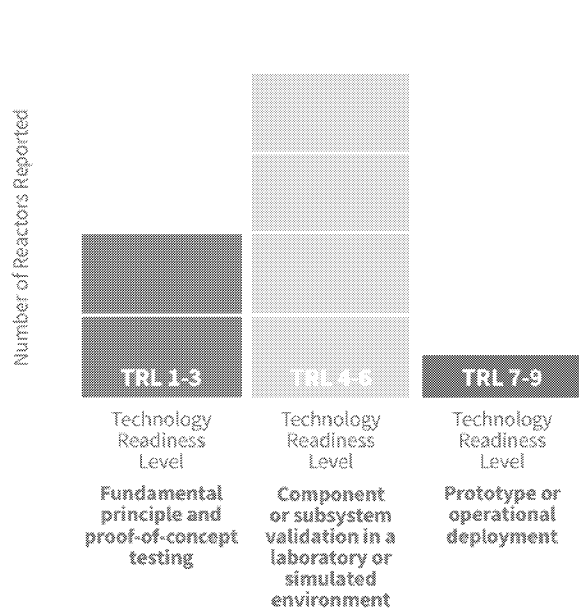 Number of Reactors Reported
TRL 1-3
TRL 4-6
TRL 7-9
Technology
Readiness
Level
Fundamental
principle and
proof-of-concept
testing
Technology
Readiness
Level
Component
or subsystem
validation in a
laboratory or
simulated
environment
Technology
Readiness
Level
Prototype or
operational
deployment